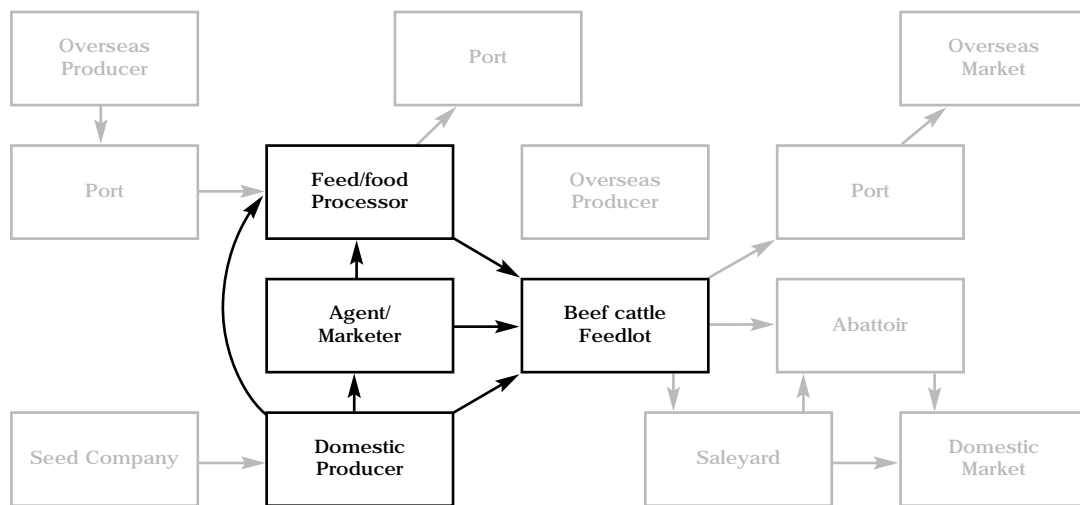 Overseas
Producer
Port
Overseas
Market
Port
Feed/food
Processor
Overseas
Producer
Port
Agent/
Marketer
Beef cattle
Feedlot
Abattoir
Seed Company
Domestic
Producer
Saleyard
Domestic
Market